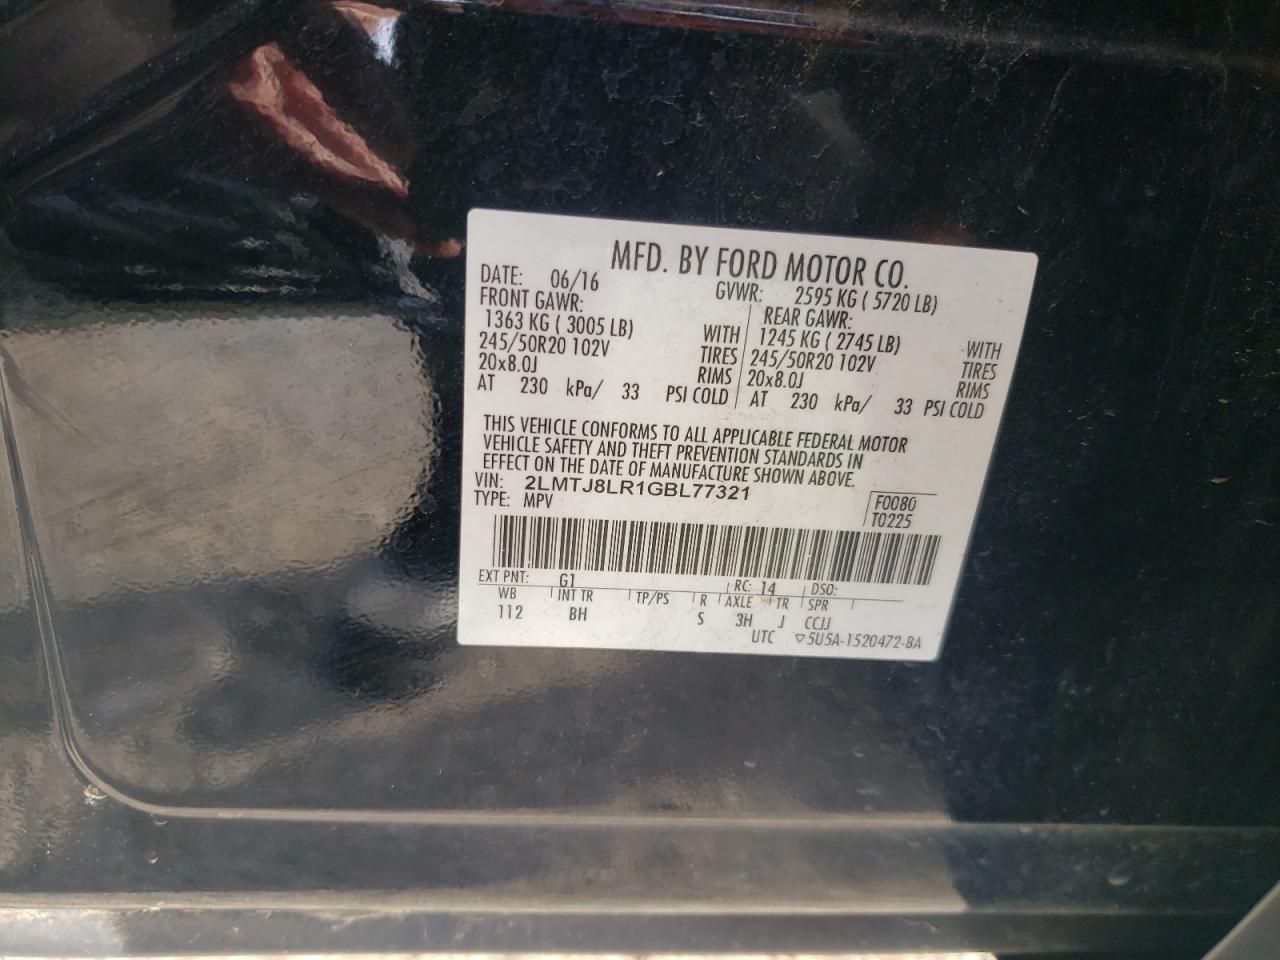 MFD. BY FORD MOTOR CO.
DATE: 06/16 GVWR: 2595 KG ( 5720 LB)
FRONT GAWR: REAR GAWR:
1363 KG ( 3005 LB) WITH 1245 KG ( 2745 LB) WITH
245/50R20 102V TIRES 245/50R20 102V TIRES
20x8.0J RIMS 20x8.0J RIMS
AT 230 kPa/ 33 PSI COLD AT 230 kPa/ 33 PSI COLD
THIS VEHICLE CONFORMS TO ALL APPLICABLE FEDERAL MOTOR
VEHICLE SAFETY AND THEFT PREVENTION STANDARDS IN
EFFECT ON THE DATE OF MANUFACTURE SHOWN ABOVE.
VIN: 2LMTJ8LR1GBL77321
TYPE: MPV F0080
T0225
EXT PNT: G1 RC: 14 DSO:
WB INT TR TP/PS R AXLE TR SPR
112 BH S 3H J CCJJ
UTC ▽5U5A-1520472-BA